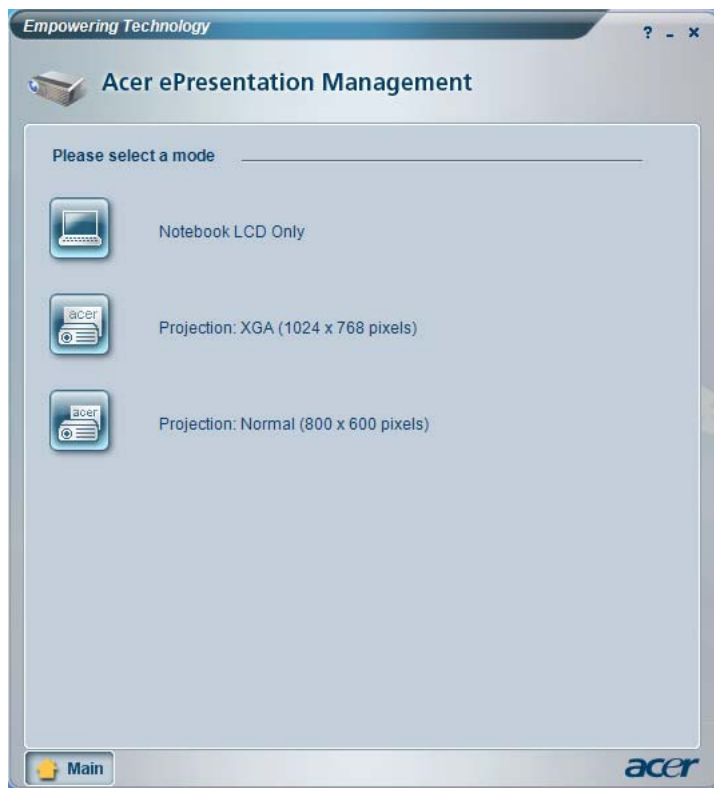 Empowering Technology
? - ×
Acer ePresentation Management
Please select a mode
Notebook LCD Only
acer
Projection: XGA (1024 x 768 pixels)
acer
Projection: Normal (800 x 600 pixels)
Main
acer